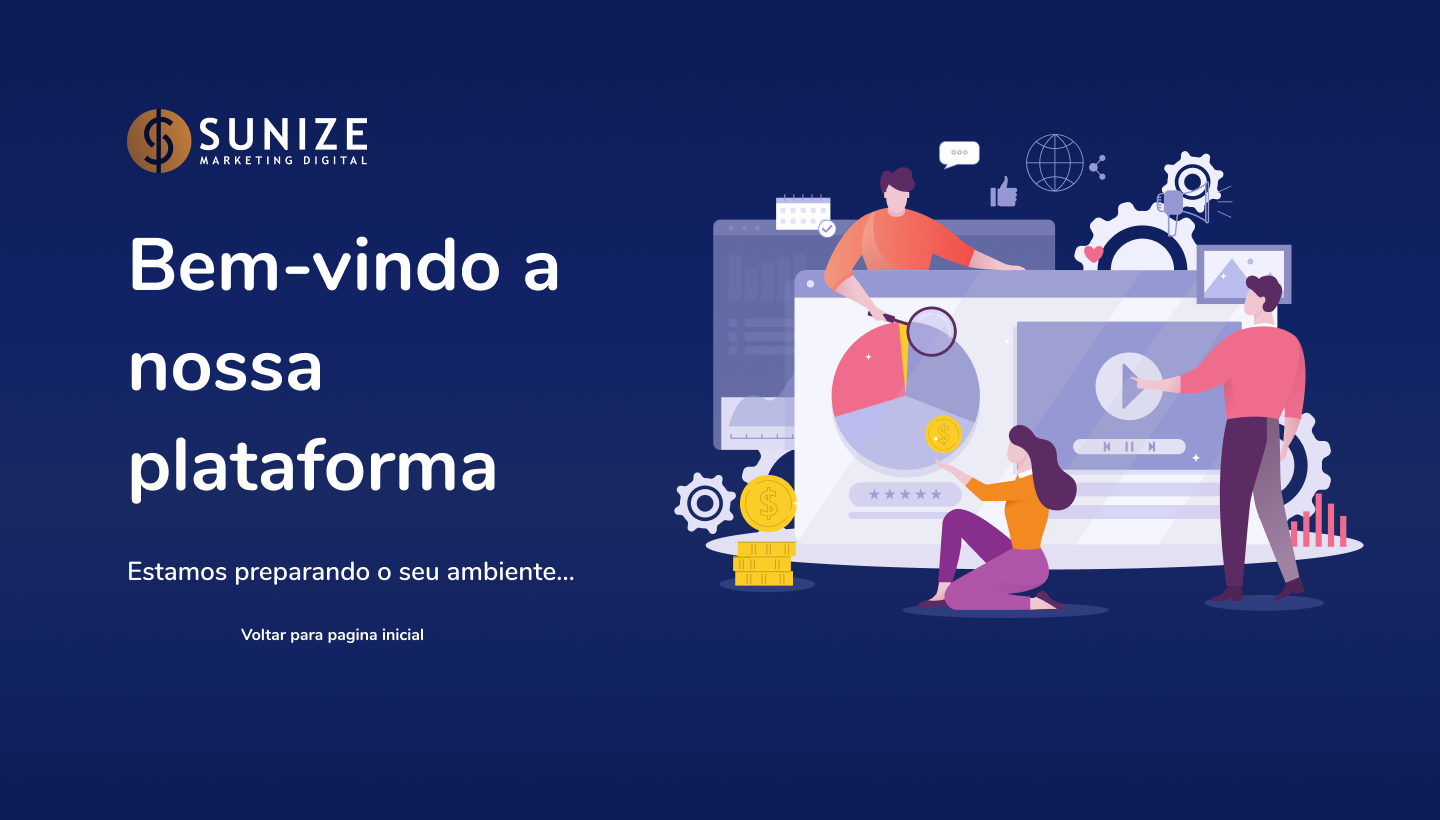 SUNIZE
MARKETING DIGITAL
Bem-vindo a
nossa
plataforma
Estamos preparando o seu ambiente...
Voltar para pagina inicial